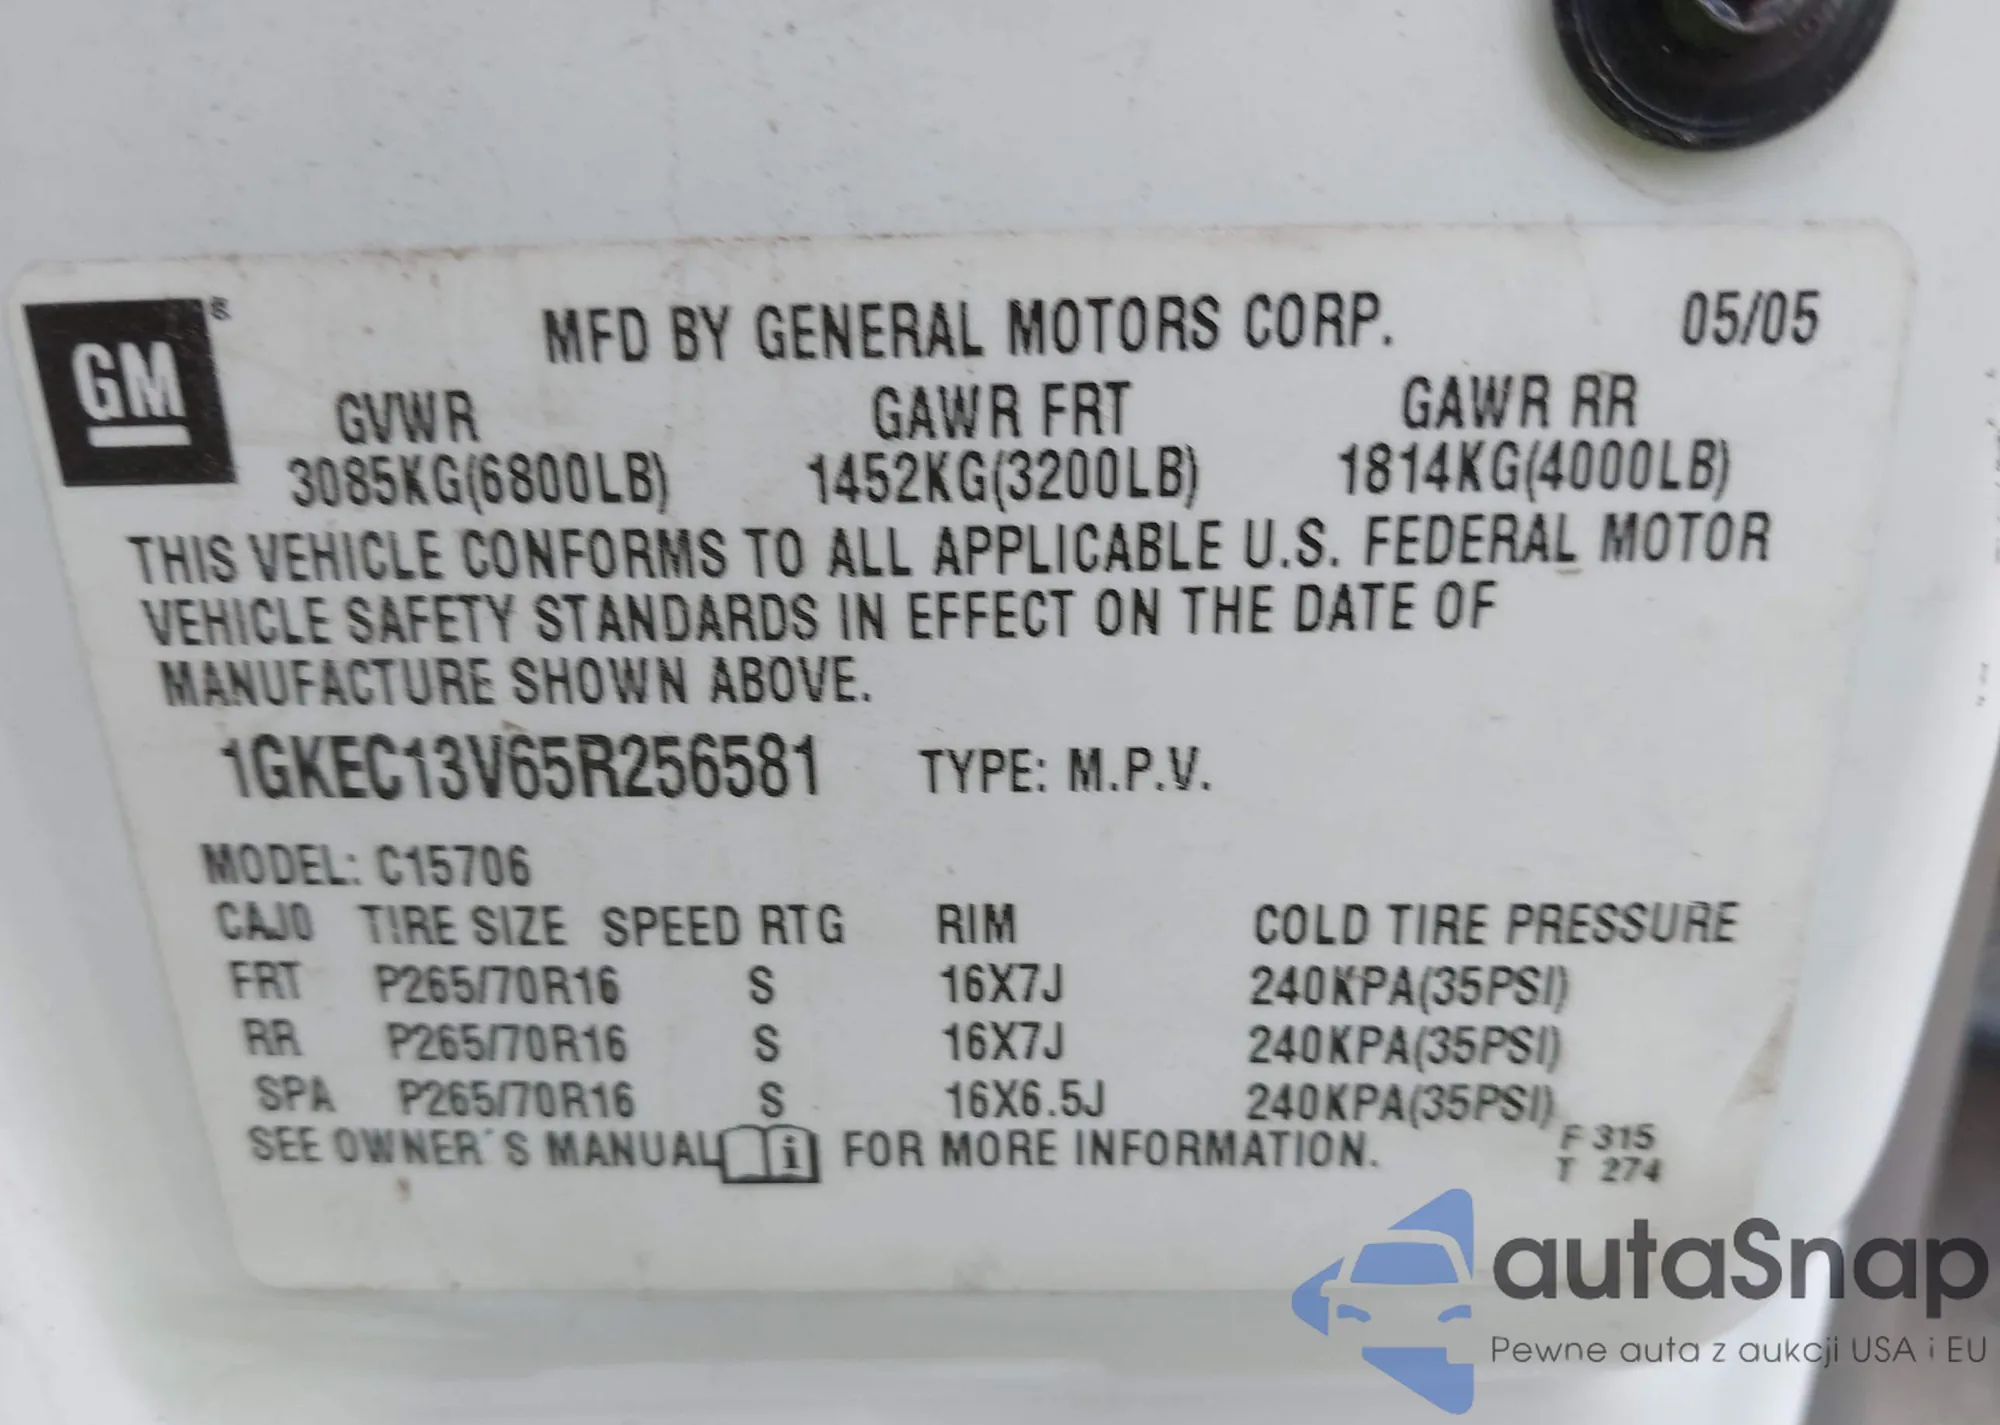 GM®
MFD BY GENERAL MOTORS CORP. 05/05
GVWR GAWR FRT GAWR RR
3085KG(6800LB) 1452KG(3200LB) 1814KG(4000LB)
THIS VEHICLE CONFORMS TO ALL APPLICABLE U.S. FEDERAL MOTOR
VEHICLE SAFETY STANDARDS IN EFFECT ON THE DATE OF
MANUFACTURE SHOWN ABOVE.
1GKEC13V65R256581 TYPE: M.P.V.
MODEL: C15706
CAJ0 TIRE SIZE SPEED RTG RIM COLD TIRE PRESSURE
FRT P265/70R16 S 16X7J 240KPA(35PSI)
RR P265/70R16 S 16X7J 240KPA(35PSI)
SPA P265/70R16 S 16X6.5J 240KPA(35PSI)
SEE OWNER'S MANUAL i FOR MORE INFORMATION.
F 315
T 274
autaSnap
Pewne auta z aukcji USA i EU